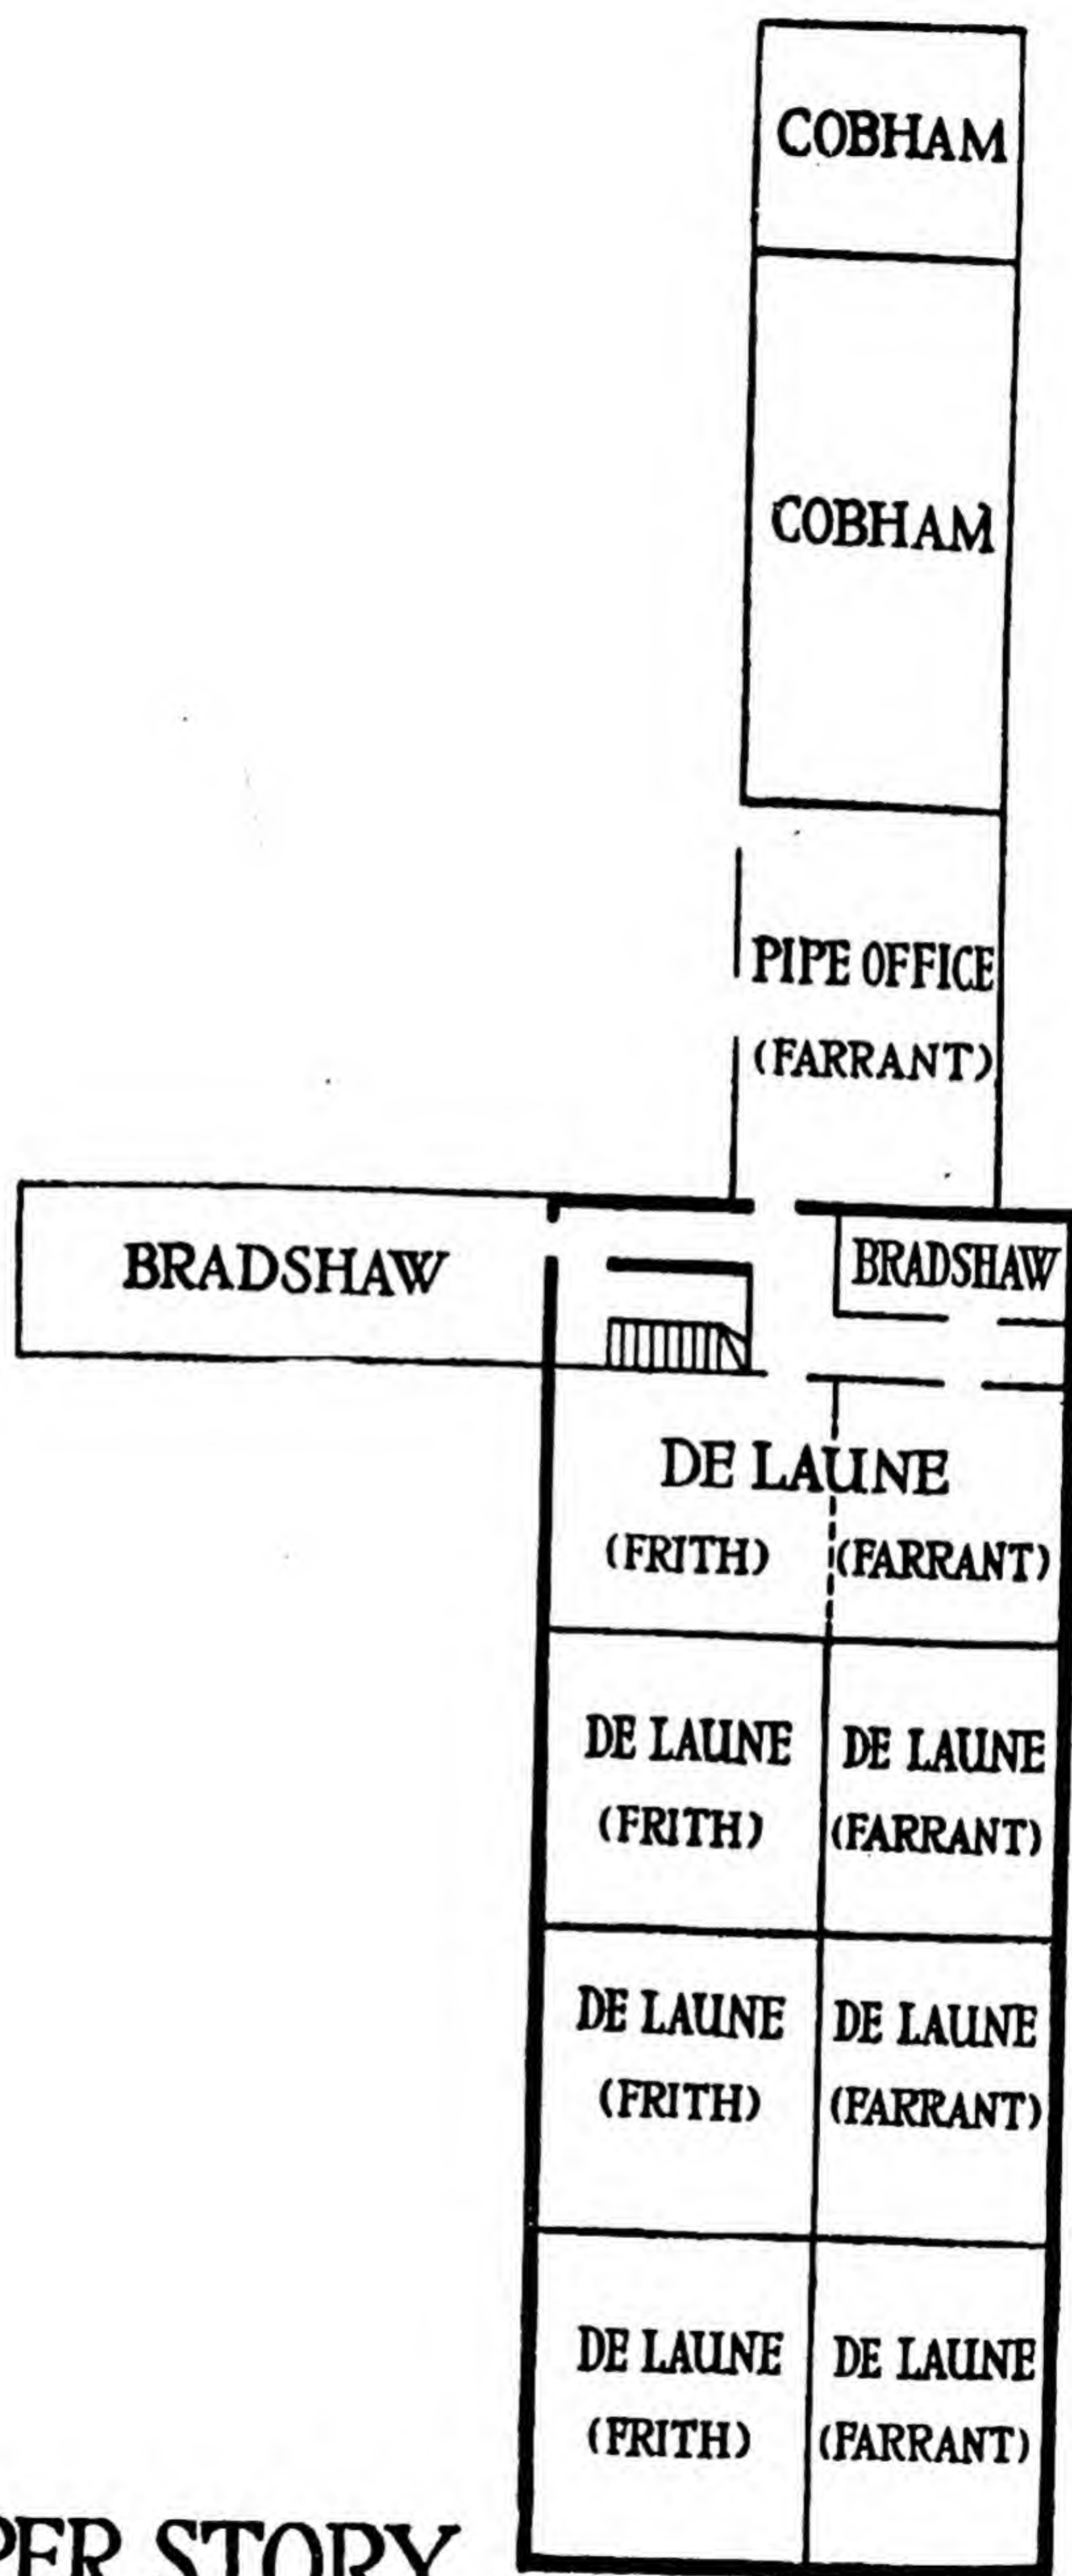 COBHAM
COBHAM
PIPE OFFICE
(FARRANT)
BRADSHAW
BRADSHAW
DE LAUNE
(FRITH)
(FARRANT)
DE LAUNE
(FRITH)
DE LAUNE
(FARRANT)
DE LAUNE
(FRITH)
DE LAUNE
(FARRANT)
DE LAUNE
(FRITH)
DE LAUNE
(FARRANT)
STORY